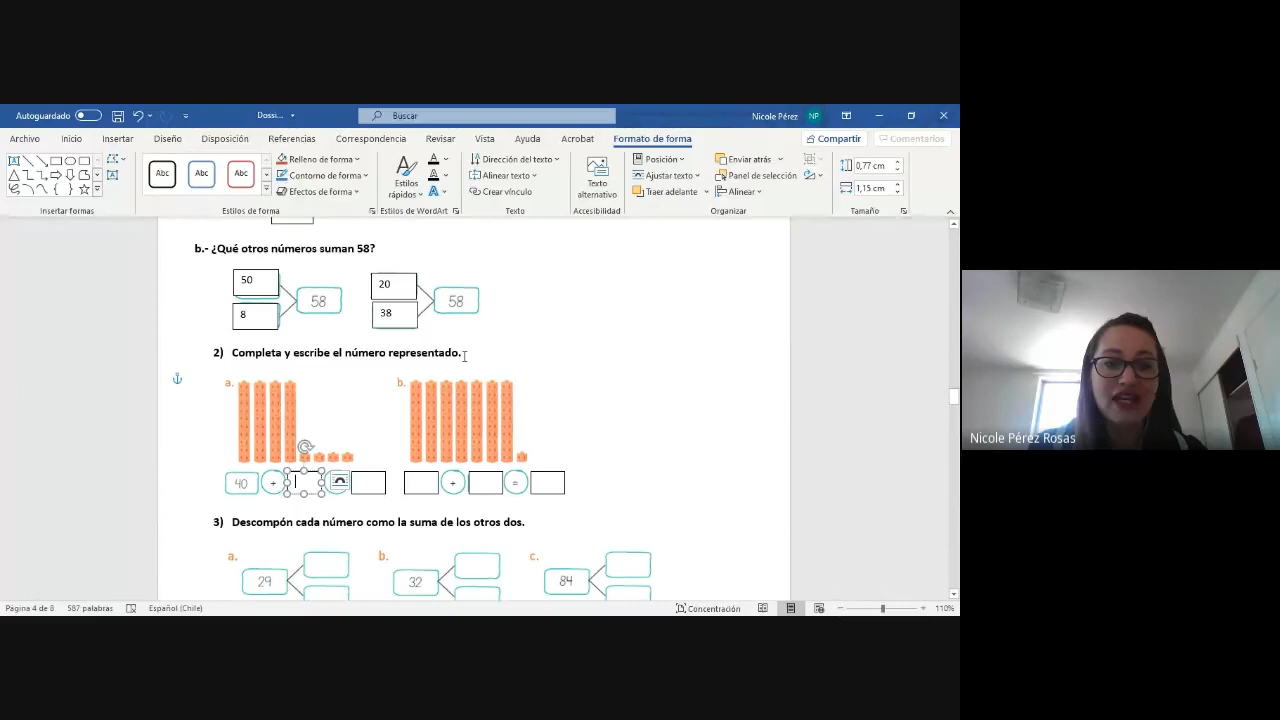 Autoguardado Dossi... Buscar Nicole Pérez NP
Archivo Inicio Insertar Diseño Disposición Referencias Correspondencia Revisar Vista Ayuda Acrobat Formato de forma Compartir Comentarios
Abc Abc Abc
Relleno de forma
Contorno de forma
Efectos de forma
Estilos rápidos
Dirección del texto
Alinear texto
Crear vínculo
Texto alternativo
Posición
Ajustar texto
Traer adelante
Enviar atrás
Panel de selección
Alinear
0,77 cm
1,15 cm
Insertar formas Estilos de forma Estilos de WordArt Texto Accesibilidad Organizar Tamaño
b.- ¿Qué otros números suman 58?
50 20
58 58
8 38
2) Completa y escribe el número representado.
a. b.
40 + + =
3) Descompón cada número como la suma de los otros dos.
a. b. c.
29 32 84
Página 4 de 8 587 palabras Español (Chile) Concentración 110%
Nicole Pérez Rosas